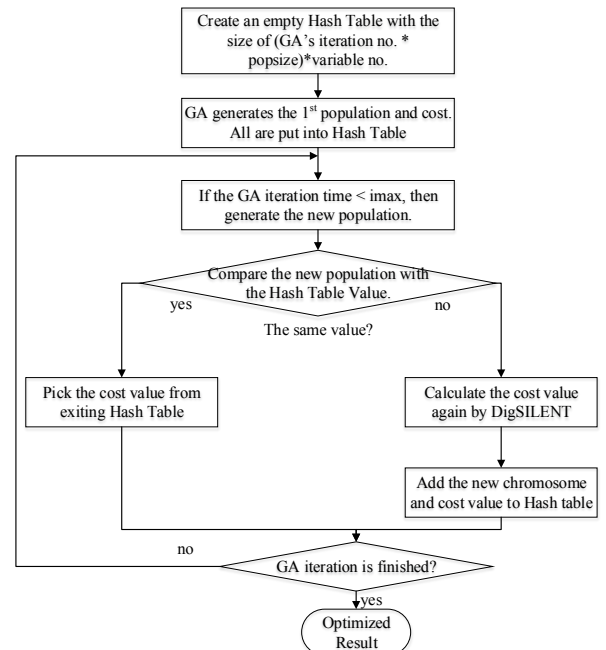 Create an empty Hash Table with the
size of (GA's iteration no. *
popsize)*variable no.
GA generates the 1st population and cost.
All are put into Hash Table
If the GA iteration time < imax, then
generate the new population.
Compare the new population with
the Hash Table Value.
yes
no
The same value?
Pick the cost value from
exiting Hash Table
Calculate the cost value
again by DigSILENT
Add the new chromosome
and cost value to Hash table
no
GA iteration is finished?
yes
Optimized
Result